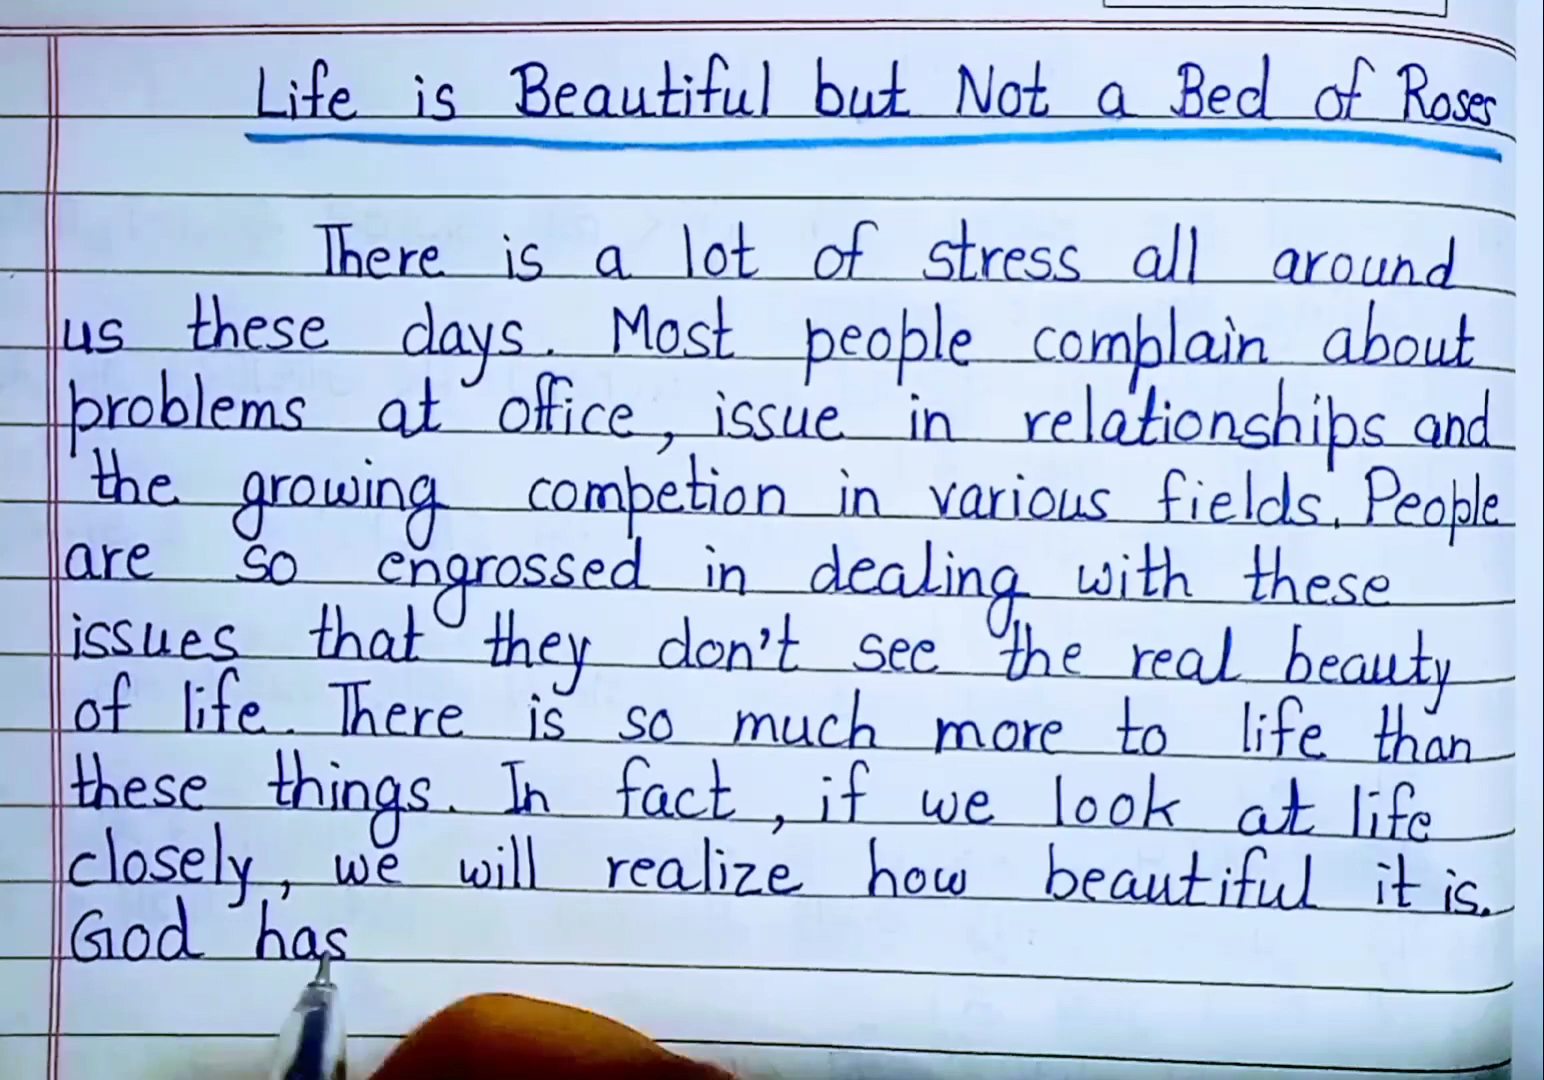 Life is Beautiful but Not a Bed of Roses
There is a lot of stress all around
us these days. Most people complain about
problems at office, issue in relationships and
the growing competion in various fields. People
are so engrossed in dealing with these
issues that they don't see the real beauty
of life. There is so much more to life than
these things. In fact, if we look at life
closely, we will realize how beautiful it is.
God has